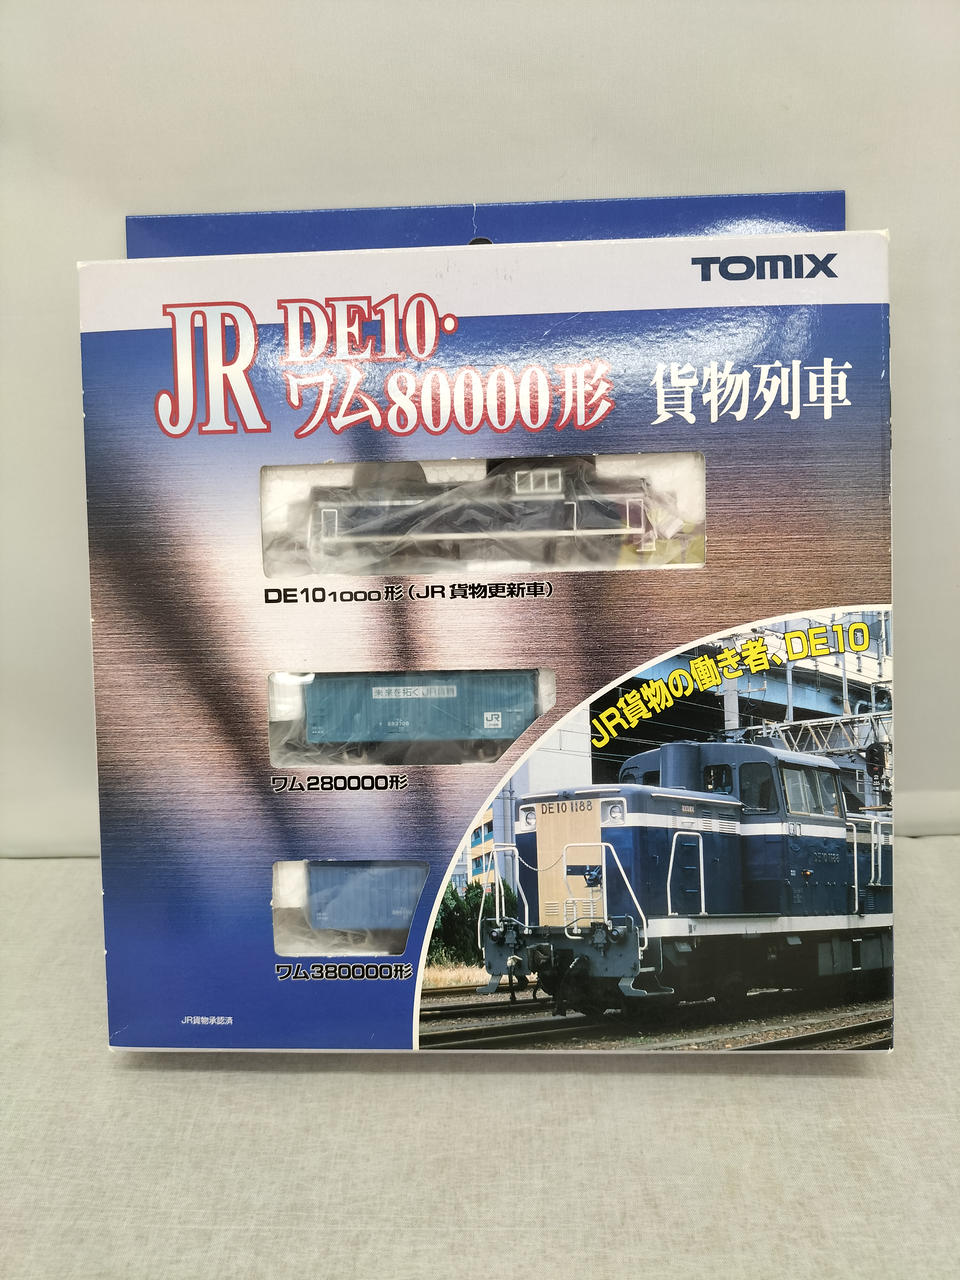 TOMIX
JR DE10・
ワム80000形 貨物列車
DE10 1000形(JR貨物更新車)
未来を拓くJR貨物
JR
ワム280000形
JR貨物の働き者、DE10
DE10 1188
DE10 1188
ワム380000形
JR貨物承認済